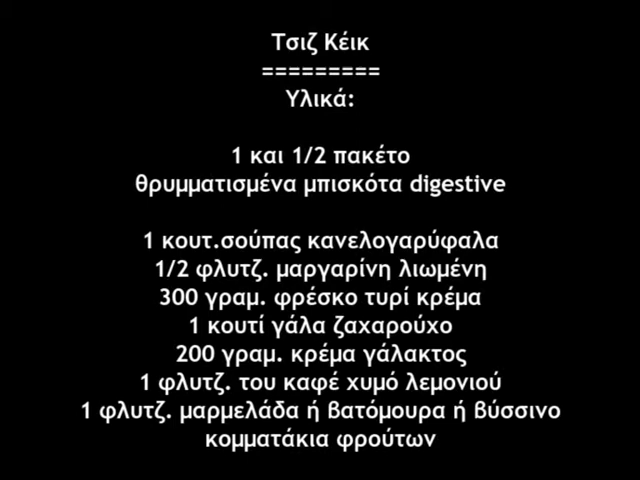 Τσιζ Κέικ
=========
Υλικά:
1 και 1/2 πακέτο
θρυμματισμένα μπισκότα digestive
1 κουτ.σούπας κανελογαρύφαλα
1/2 φλυτζ. μαργαρίνη λιωμένη
300 γραμ. φρέσκο τυρί κρέμα
1 κουτί γάλα ζαχαρούχο
200 γραμ. κρέμα γάλακτος
1 φλυτζ. του καφέ χυμό λεμονιού
1 φλυτζ. μαρμελάδα ή βατόμουρα ή βύσσινο
κομματάκια φρούτων